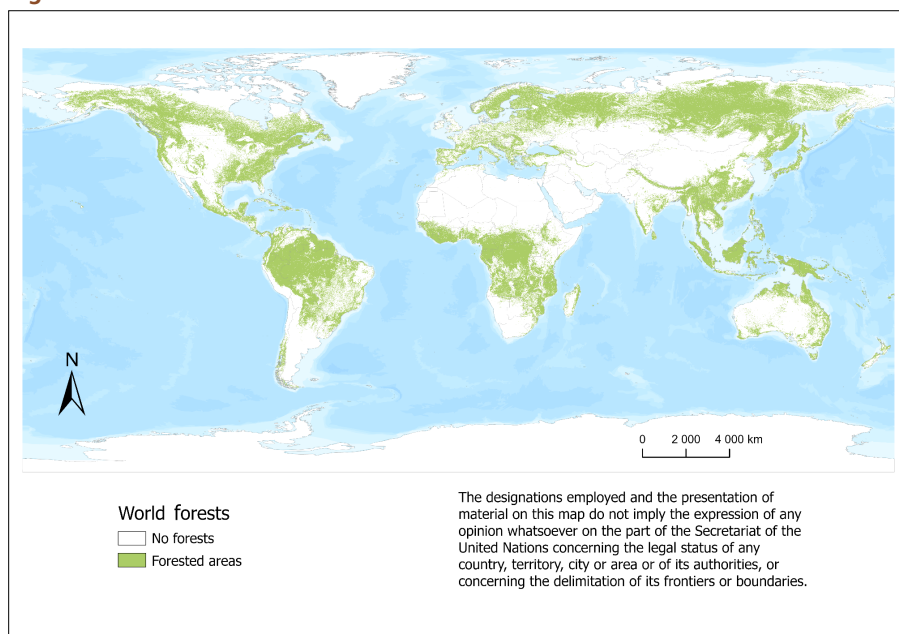 N
0 2 000 4 000 km
World forests
No forests
Forested areas
The designations employed and the presentation of
material on this map do not imply the expression of any
opinion whatsoever on the part of the Secretariat of the
United Nations concerning the legal status of any
country, territory, city or area or of its authorities, or
concerning the delimitation of its frontiers or boundaries.